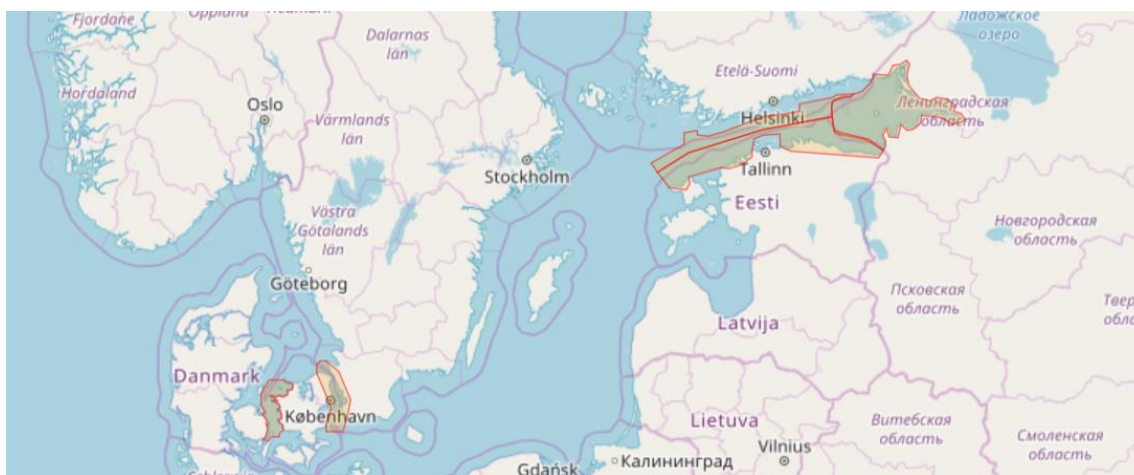 Fjordane
Oppland
Hordaland
Oslo
Dalarnas
län
Värmlands
län
Stockholm
Västra
Götalands
län
Göteborg
Danmark
København
Etelä-Suomi
Helsinki
Tallinn
Eesti
Latvija
Lietuva
Vilnius
Gdańsk
Калининград
Ладожское
озеро
Ленинградская
область
Новгородская
область
Псковская
область
Витебская
область
Смоленская
область